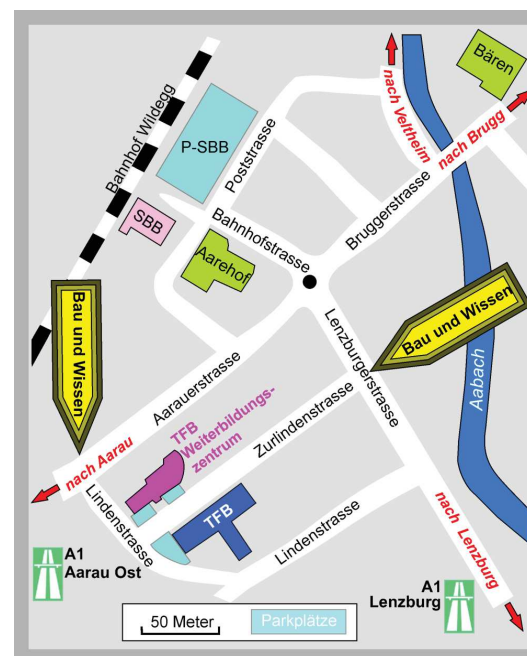 Bären
Bahnhof Wildegg
P-SBB
Poststrasse
nach Veltheim
nach Brugg
SBB
Bahnhofstrasse
Bruggerstrasse
Aarehof
Bau und Wissen
Bau und Wissen
Lenzburgerstrasse
Aabach
Aarauerstrasse
TFB
Weiterbildungs-
zentrum
Zurlindenstrasse
nach Aarau
Lindenstrasse
TFB
Lindenstrasse
nach Lenzburg
A1
Aarau Ost
A1
Lenzburg
50 Meter
Parkplätze